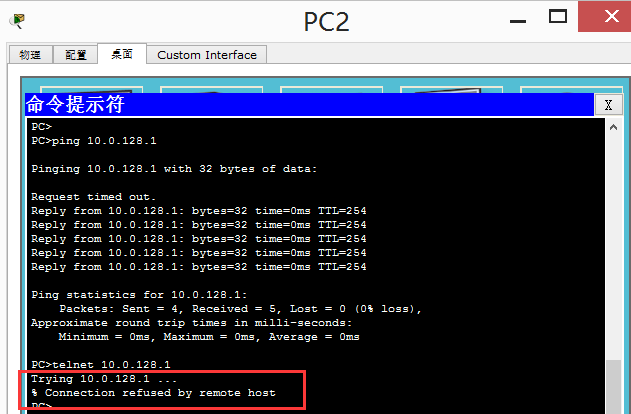 PC2
物理 配置 桌面 Custom Interface
命令提示符 X
PC>
PC>ping 10.0.128.1
Pinging 10.0.128.1 with 32 bytes of data:
Request timed out.
Reply from 10.0.128.1: bytes=32 time=0ms TTL=254
Reply from 10.0.128.1: bytes=32 time=0ms TTL=254
Reply from 10.0.128.1: bytes=32 time=0ms TTL=254
Reply from 10.0.128.1: bytes=32 time=0ms TTL=254
Reply from 10.0.128.1: bytes=32 time=0ms TTL=254
Ping statistics for 10.0.128.1:
Packets: Sent = 4, Received = 5, Lost = 0 (0% loss),
Approximate round trip times in milli-seconds:
Minimum = 0ms, Maximum = 0ms, Average = 0ms
PC>telnet 10.0.128.1
Trying 10.0.128.1 ...
% Connection refused by remote host
PC>